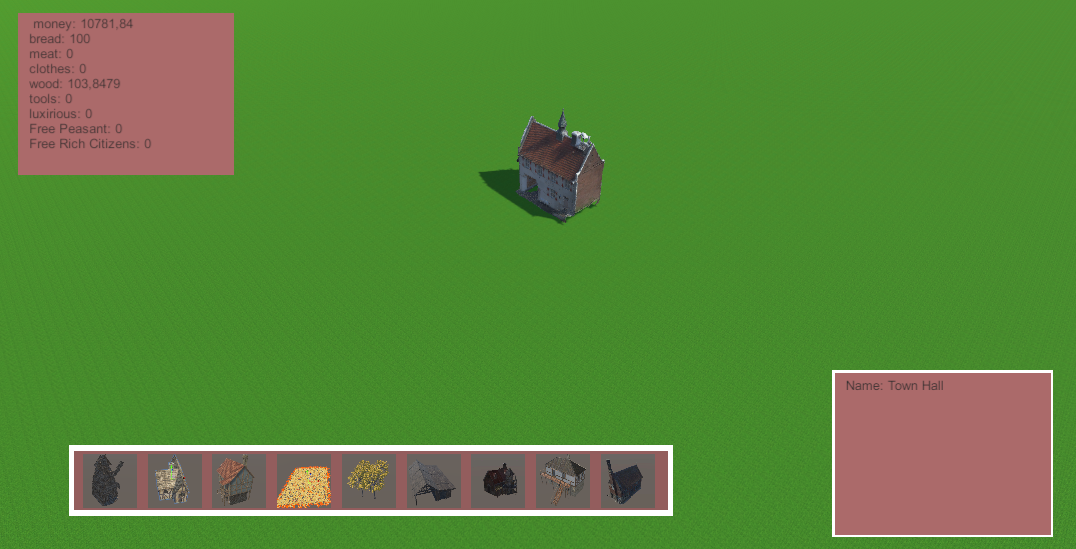 money: 10781,84
bread: 100
meat: 0
clothes: 0
wood: 103,8479
tools: 0
luxirious: 0
Free Peasant: 0
Free Rich Citizens: 0
Name: Town Hall